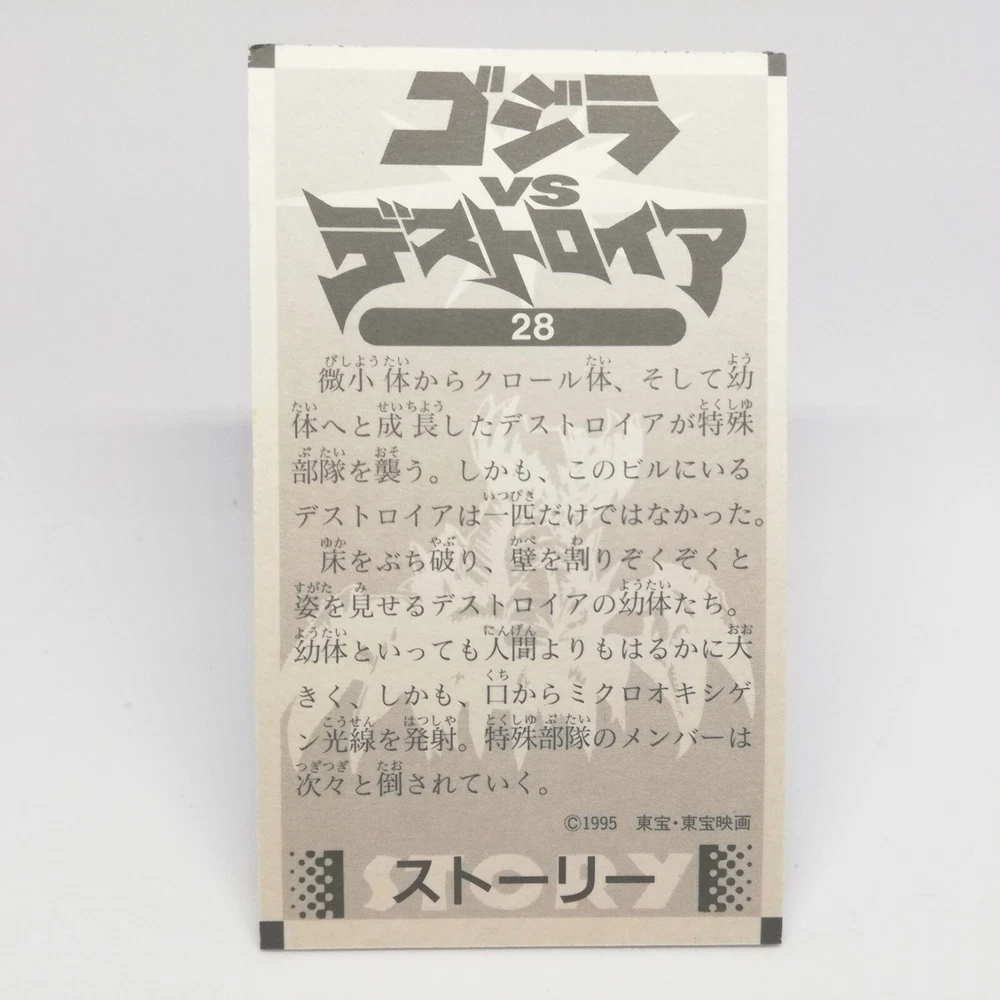 ゴジラ
VS
デストロイア
28
微小体からクロール体、そして幼
体へと成長したデストロイアが特殊
部隊を襲う。しかも、このビルにいる
デストロイアは一匹だけではなかった。
床をぶち破り、壁を割りぞくぞくと
姿を見せるデストロイアの幼体たち。
幼体といっても人間よりもはるかに大
きく、しかも、口からミクロオキシゲ
ン光線を発射。特殊部隊のメンバーは
次々と倒されていく。
©1995 東宝・東宝映画
STORY
ストーリー